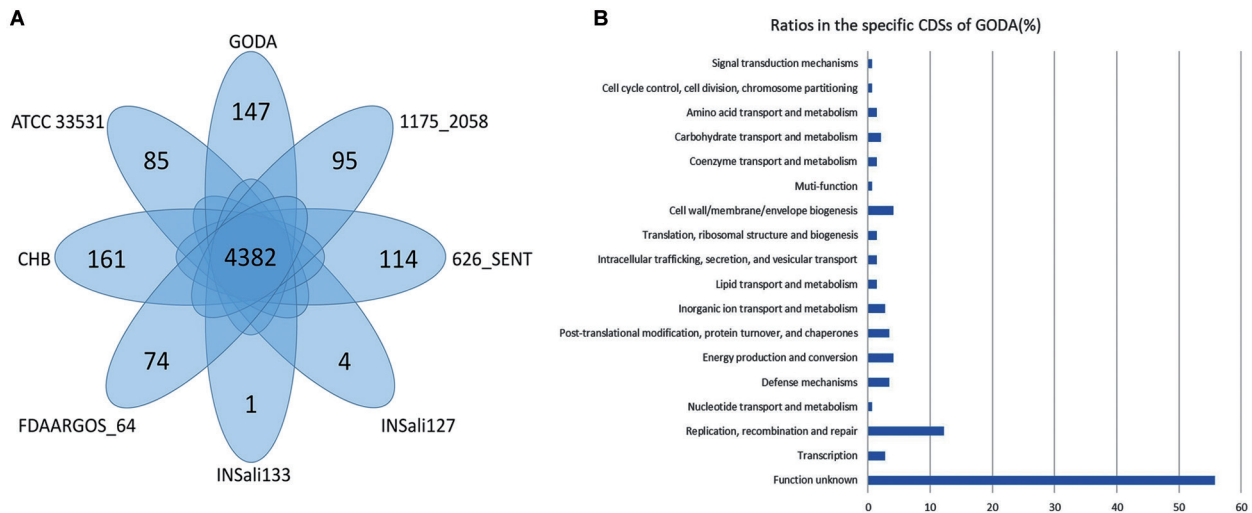 A
GODA
147
ATCC 33531
85
1175_2058
95
CHB
161
4382
114
626_SENT
FDAARGOS_64
74
4
INSali127
1
INSali133
B
Ratios in the specific CDSs of GODA(%)
Signal transduction mechanisms
Cell cycle control, cell division, chromosome partitioning
Amino acid transport and metabolism
Carbohydrate transport and metabolism
Coenzyme transport and metabolism
Muti-function
Cell wall/membrane/envelope biogenesis
Translation, ribosomal structure and biogenesis
Intracellular trafficking, secretion, and vesicular transport
Lipid transport and metabolism
Inorganic ion transport and metabolism
Post-translational modification, protein turnover, and chaperones
Energy production and conversion
Defense mechanisms
Nucleotide transport and metabolism
Replication, recombination and repair
Transcription
Function unknown
0 10 20 30 40 50 60